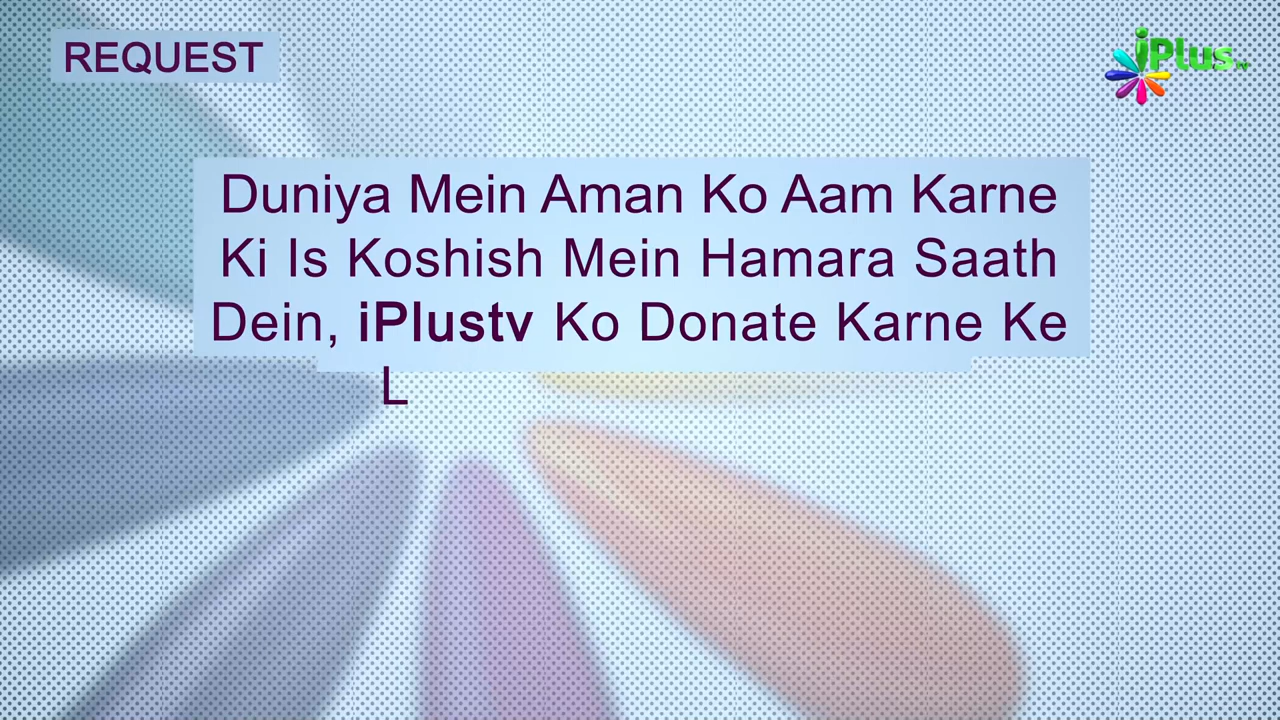 REQUEST
iPlus tv
Duniya Mein Aman Ko Aam Karne
Ki Is Koshish Mein Hamara Saath
Dein, iPlustv Ko Donate Karne Ke
L